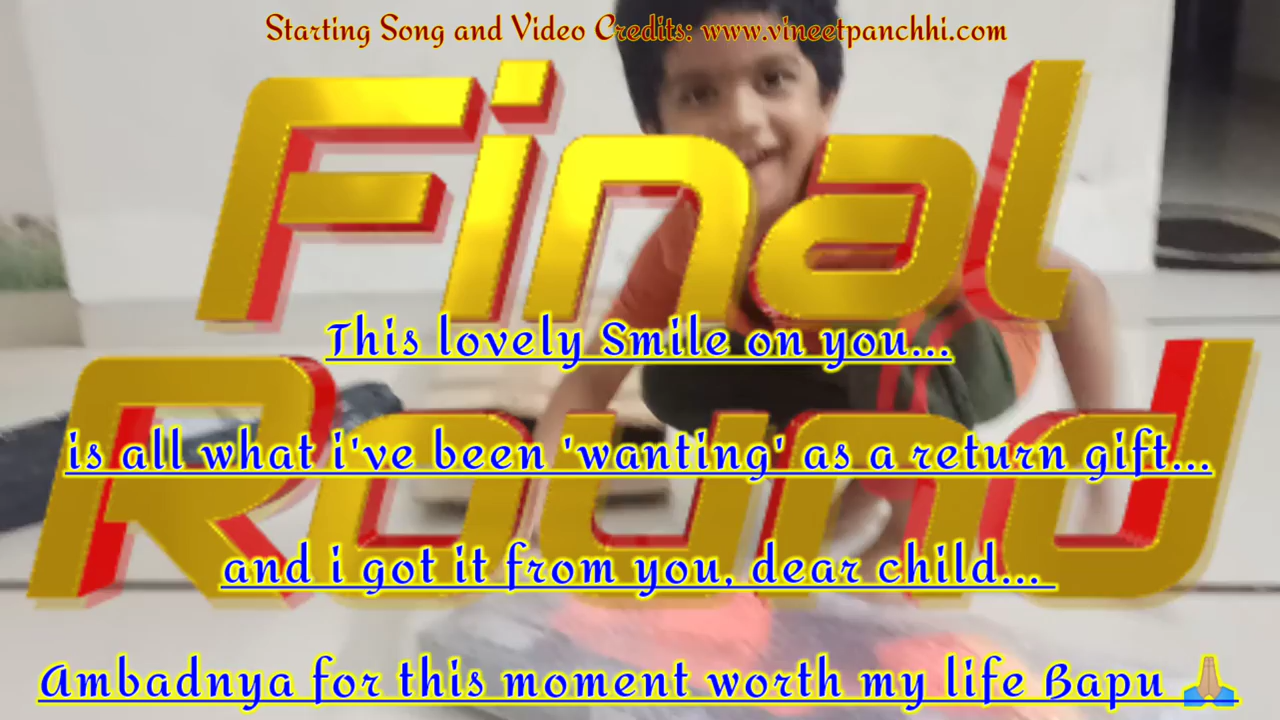 Starting Song and Video Credits: www.vineetpanchhi.com
Final
This lovely Smile on you...
Round
is all what i've been 'wanting' as a return gift...
and i got it from you, dear child...
Ambadnya for this moment worth my life Bapu 🙏